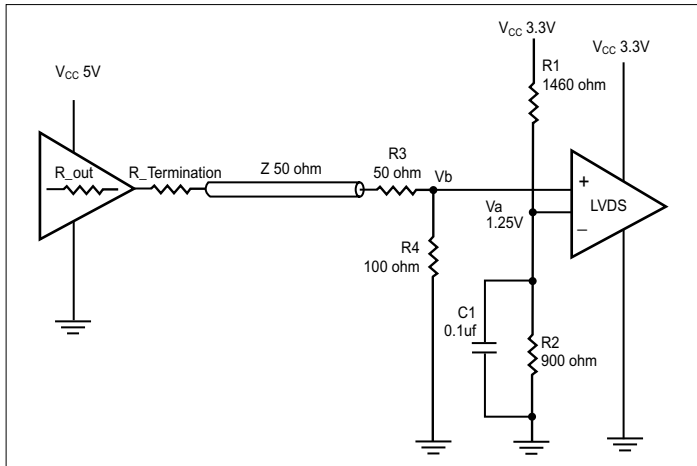 V_CC 3.3V
V_CC 3.3V
R1
1460 ohm
V_CC 5V
R_out
R_Termination
Z 50 ohm
R3
50 ohm
Vb
+
LVDS
Va
1.25V
–
R4
100 ohm
C1
0.1uf
R2
900 ohm